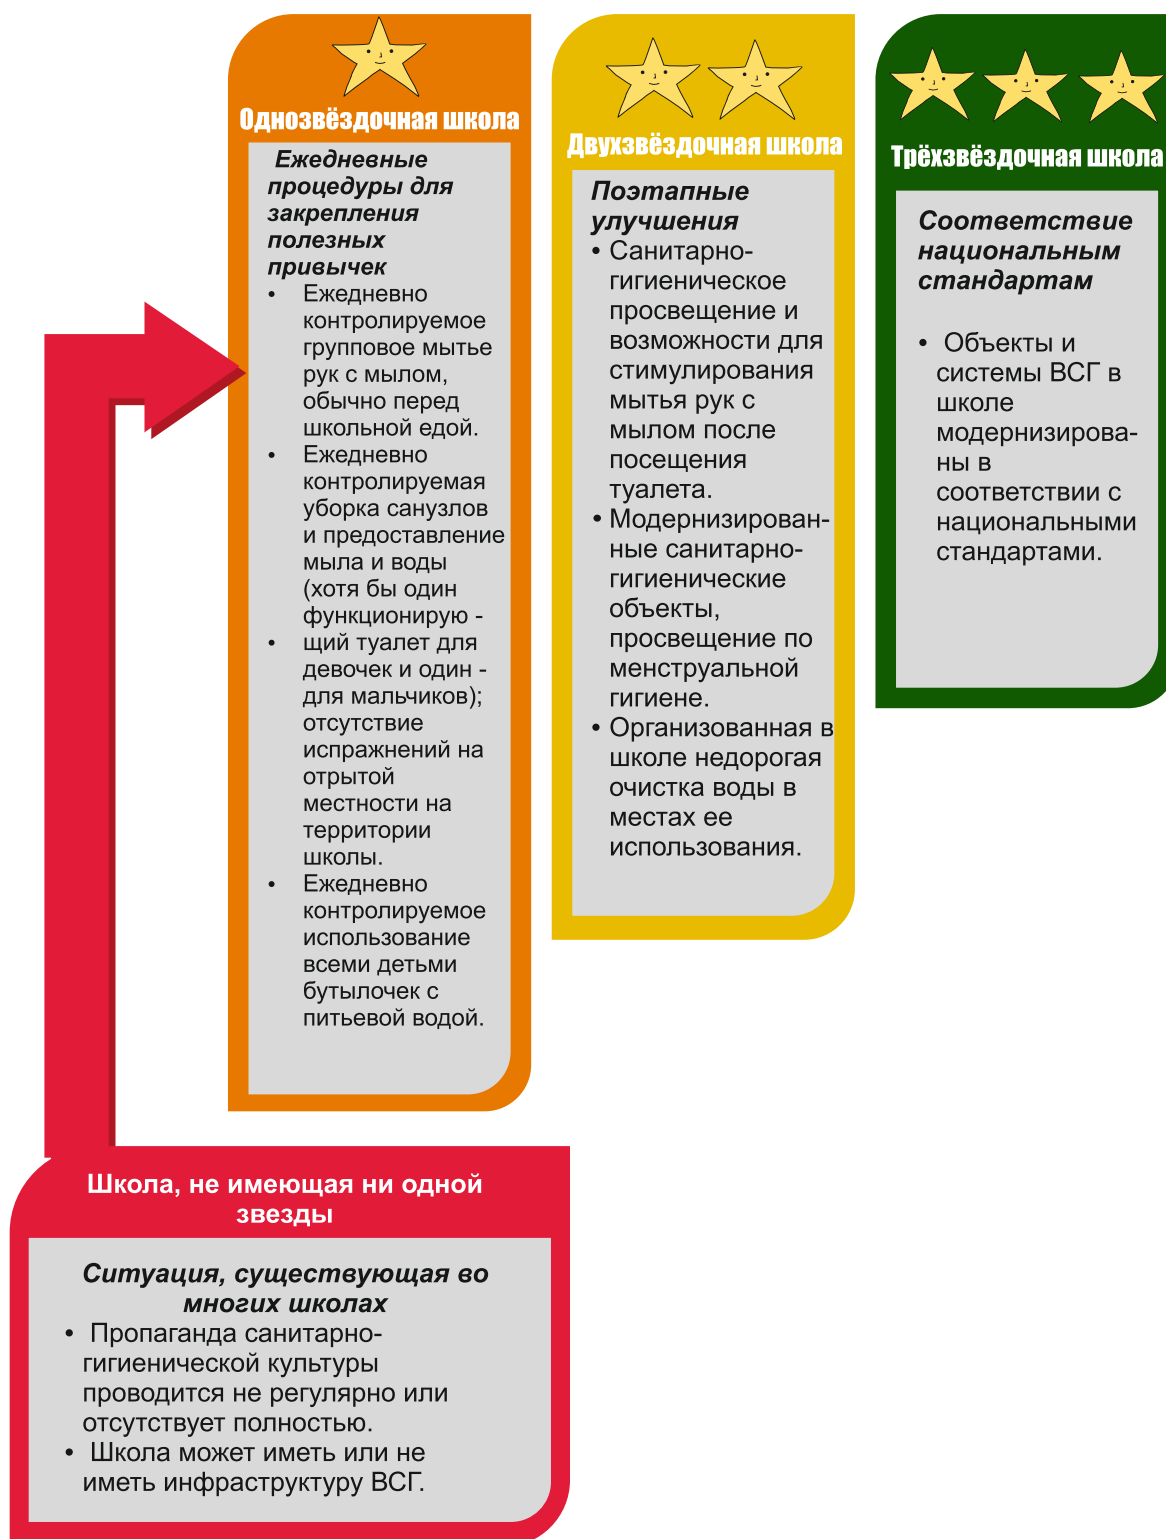 Однозвёздочная школа
Ежедневные
процедуры для
закрепления
полезных
привычек
• Ежедневно
контролируемое
групповое мытье
рук с мылом,
обычно перед
школьной едой.
• Ежедневно
контролируемая
уборка санузлов
и предоставление
мыла и воды
(хотя бы один
функционирую -
• щий туалет для
девочек и один -
для мальчиков);
отсутствие
испражнений на
отрытой
местности на
территории
школы.
• Ежедневно
контролируемое
использование
всеми детьми
бутылочек с
питьевой водой.
Двухзвёздочная школа
Поэтапные
улучшения
• Санитарно-
гигиеническое
просвещение и
возможности для
стимулирования
мытья рук с
мылом после
посещения
туалета.
• Модернизирован-
ные санитарно-
гигиенические
объекты,
просвещение по
менструальной
гигиене.
• Организованная в
школе недорогая
очистка воды в
местах ее
использования.
Трёхзвёздочная школа
Соответствие
национальным
стандартам
• Объекты и
системы ВСГ в
школе
модернизирова-
ны в
соответствии с
национальными
стандартами.
Школа, не имеющая ни одной
звезды
Ситуация, существующая во
многих школах
• Пропаганда санитарно-
гигиенической культуры
проводится не регулярно или
отсутствует полностью.
• Школа может иметь или не
иметь инфраструктуру ВСГ.